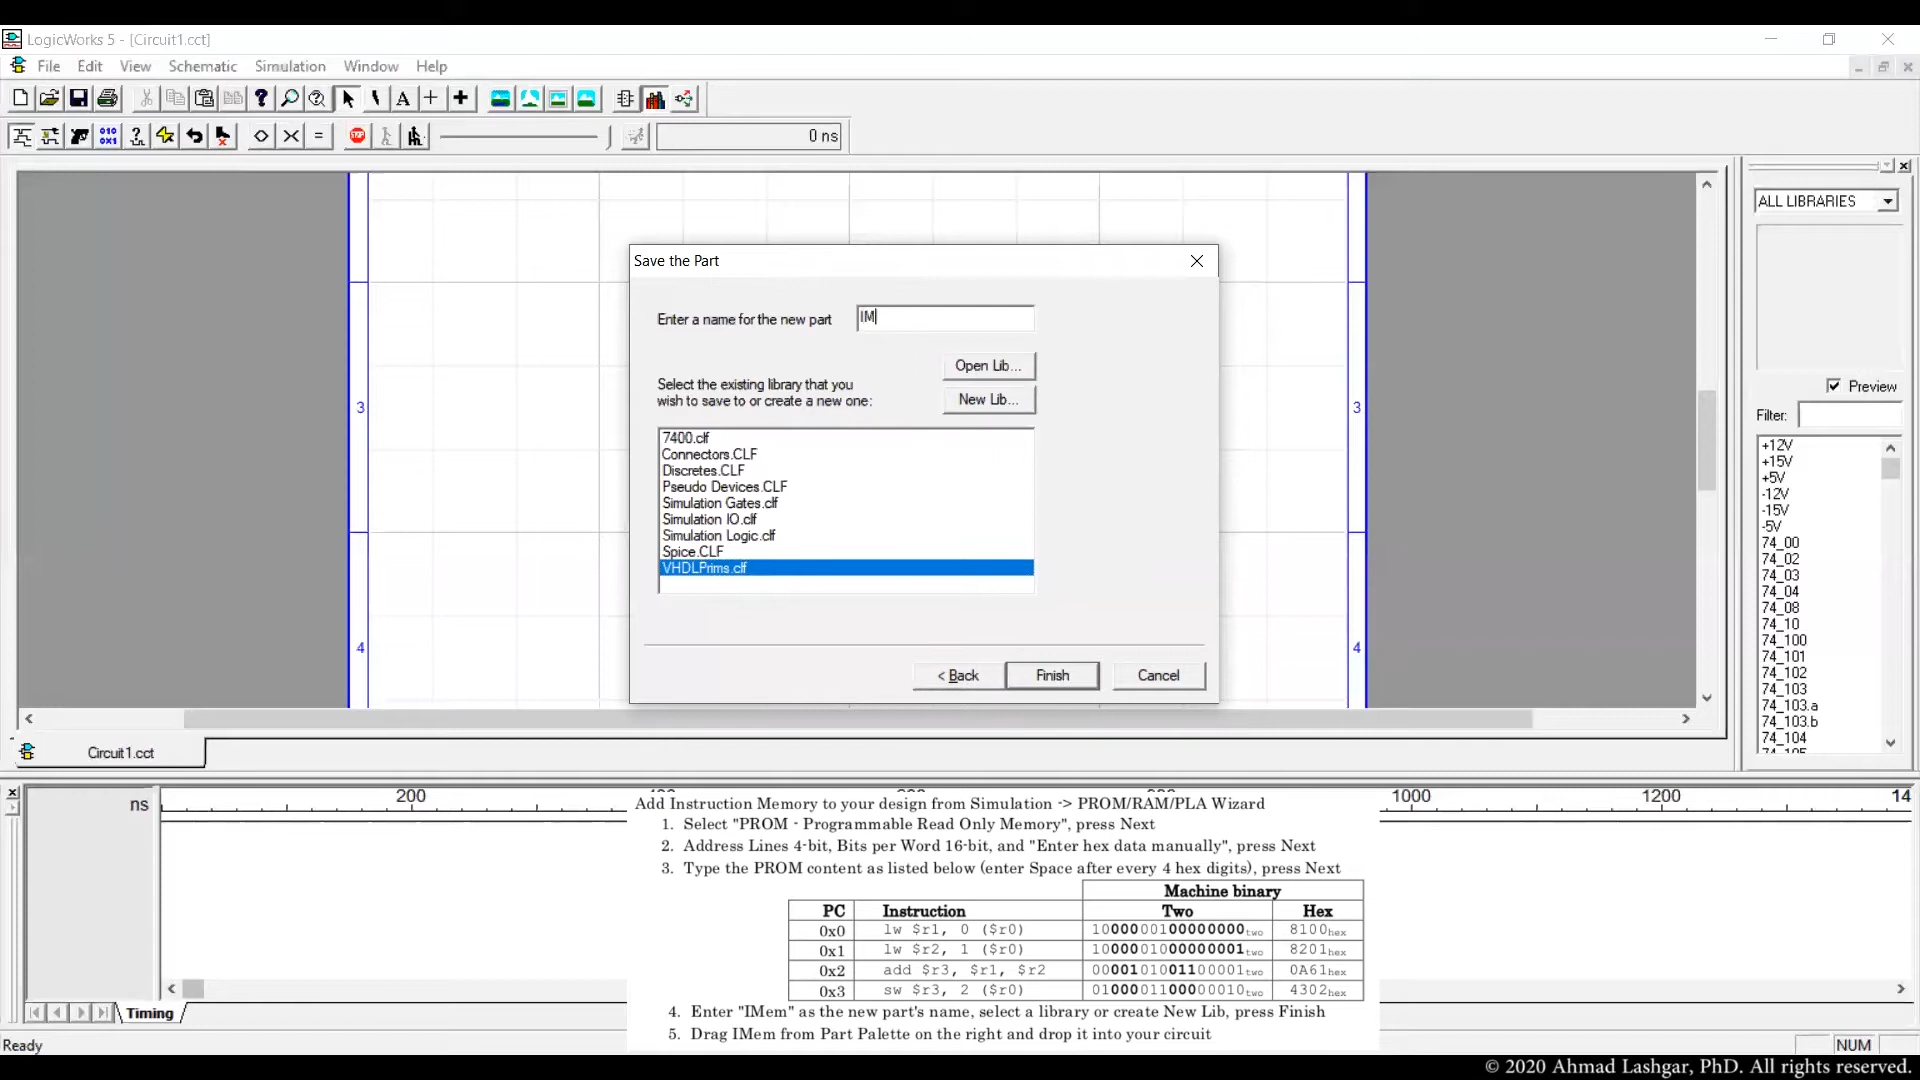 LogicWorks 5 - [Circuit1.cct]
File Edit View Schematic Simulation Window Help
0 ns
ALL LIBRARIES
Preview
Filter:
+12V
+15V
+5V
-12V
-15V
-5V
74_00
74_02
74_03
74_04
74_08
74_10
74_100
74_101
74_102
74_103
74_103.a
74_103.b
74_104
74_105
3
3
4
4
Save the Part
Enter a name for the new part IM
Open Lib...
Select the existing library that you
wish to save to or create a new one:
New Lib...
7400.clf
Connectors.CLF
Discretes.CLF
Pseudo Devices.CLF
Simulation Gates.clf
Simulation IO.clf
Simulation Logic.clf
Spice.CLF
VHDLPrims.clf
< Back Finish Cancel
Circuit1.cct
ns 200 1000 1200 14
Add Instruction Memory to your design from Simulation -> PROM/RAM/PLA Wizard
1. Select "PROM - Programmable Read Only Memory", press Next
2. Address Lines 4-bit, Bits per Word 16-bit, and "Enter hex data manually", press Next
3. Type the PROM content as listed below (enter Space after every 4 hex digits), press Next
Machine binary
PC Instruction Two Hex
0x0 lw $r1, 0 ($r0) 1000000100000000two 8100hex
0x1 lw $r2, 1 ($r0) 1000001000000001two 8201hex
0x2 add $r3, $r1, $r2 0000101001100001two 0A61hex
0x3 sw $r3, 2 ($r0) 0100001100000010two 4302hex
4. Enter "IMem" as the new part's name, select a library or create New Lib, press Finish
5. Drag IMem from Part Palette on the right and drop it into your circuit
Timing
Ready
NUM
© 2020 Ahmad Lashgar, PhD. All rights reserved.